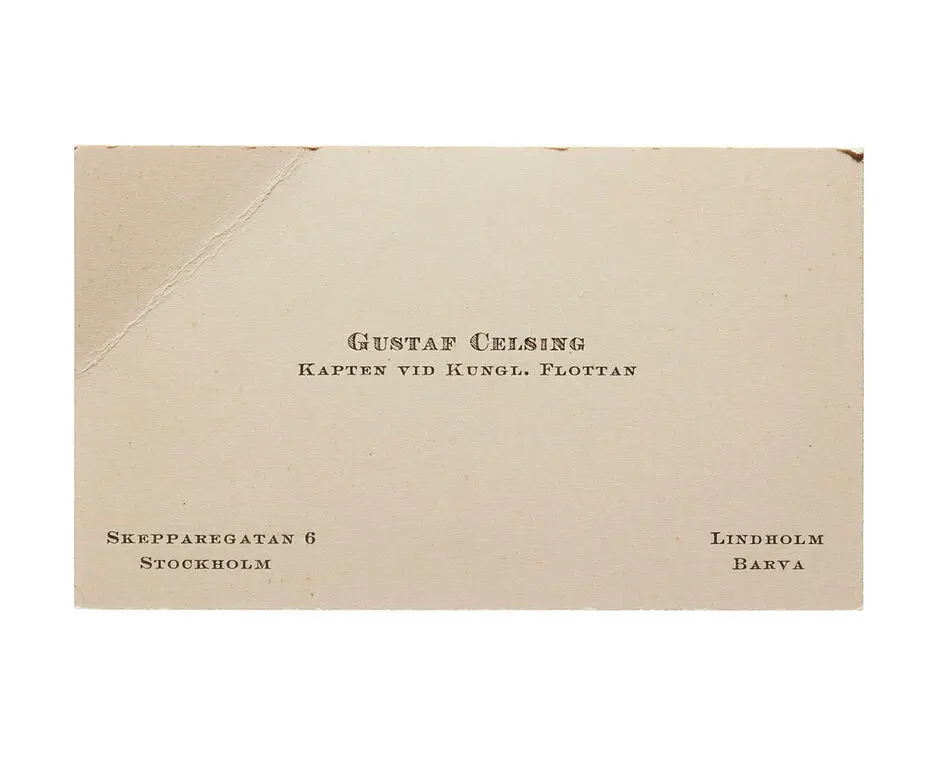 Gustaf Celsing
Kapten vid Kungl. Flottan
Skepparegatan 6
Stockholm
Lindholm
Barva